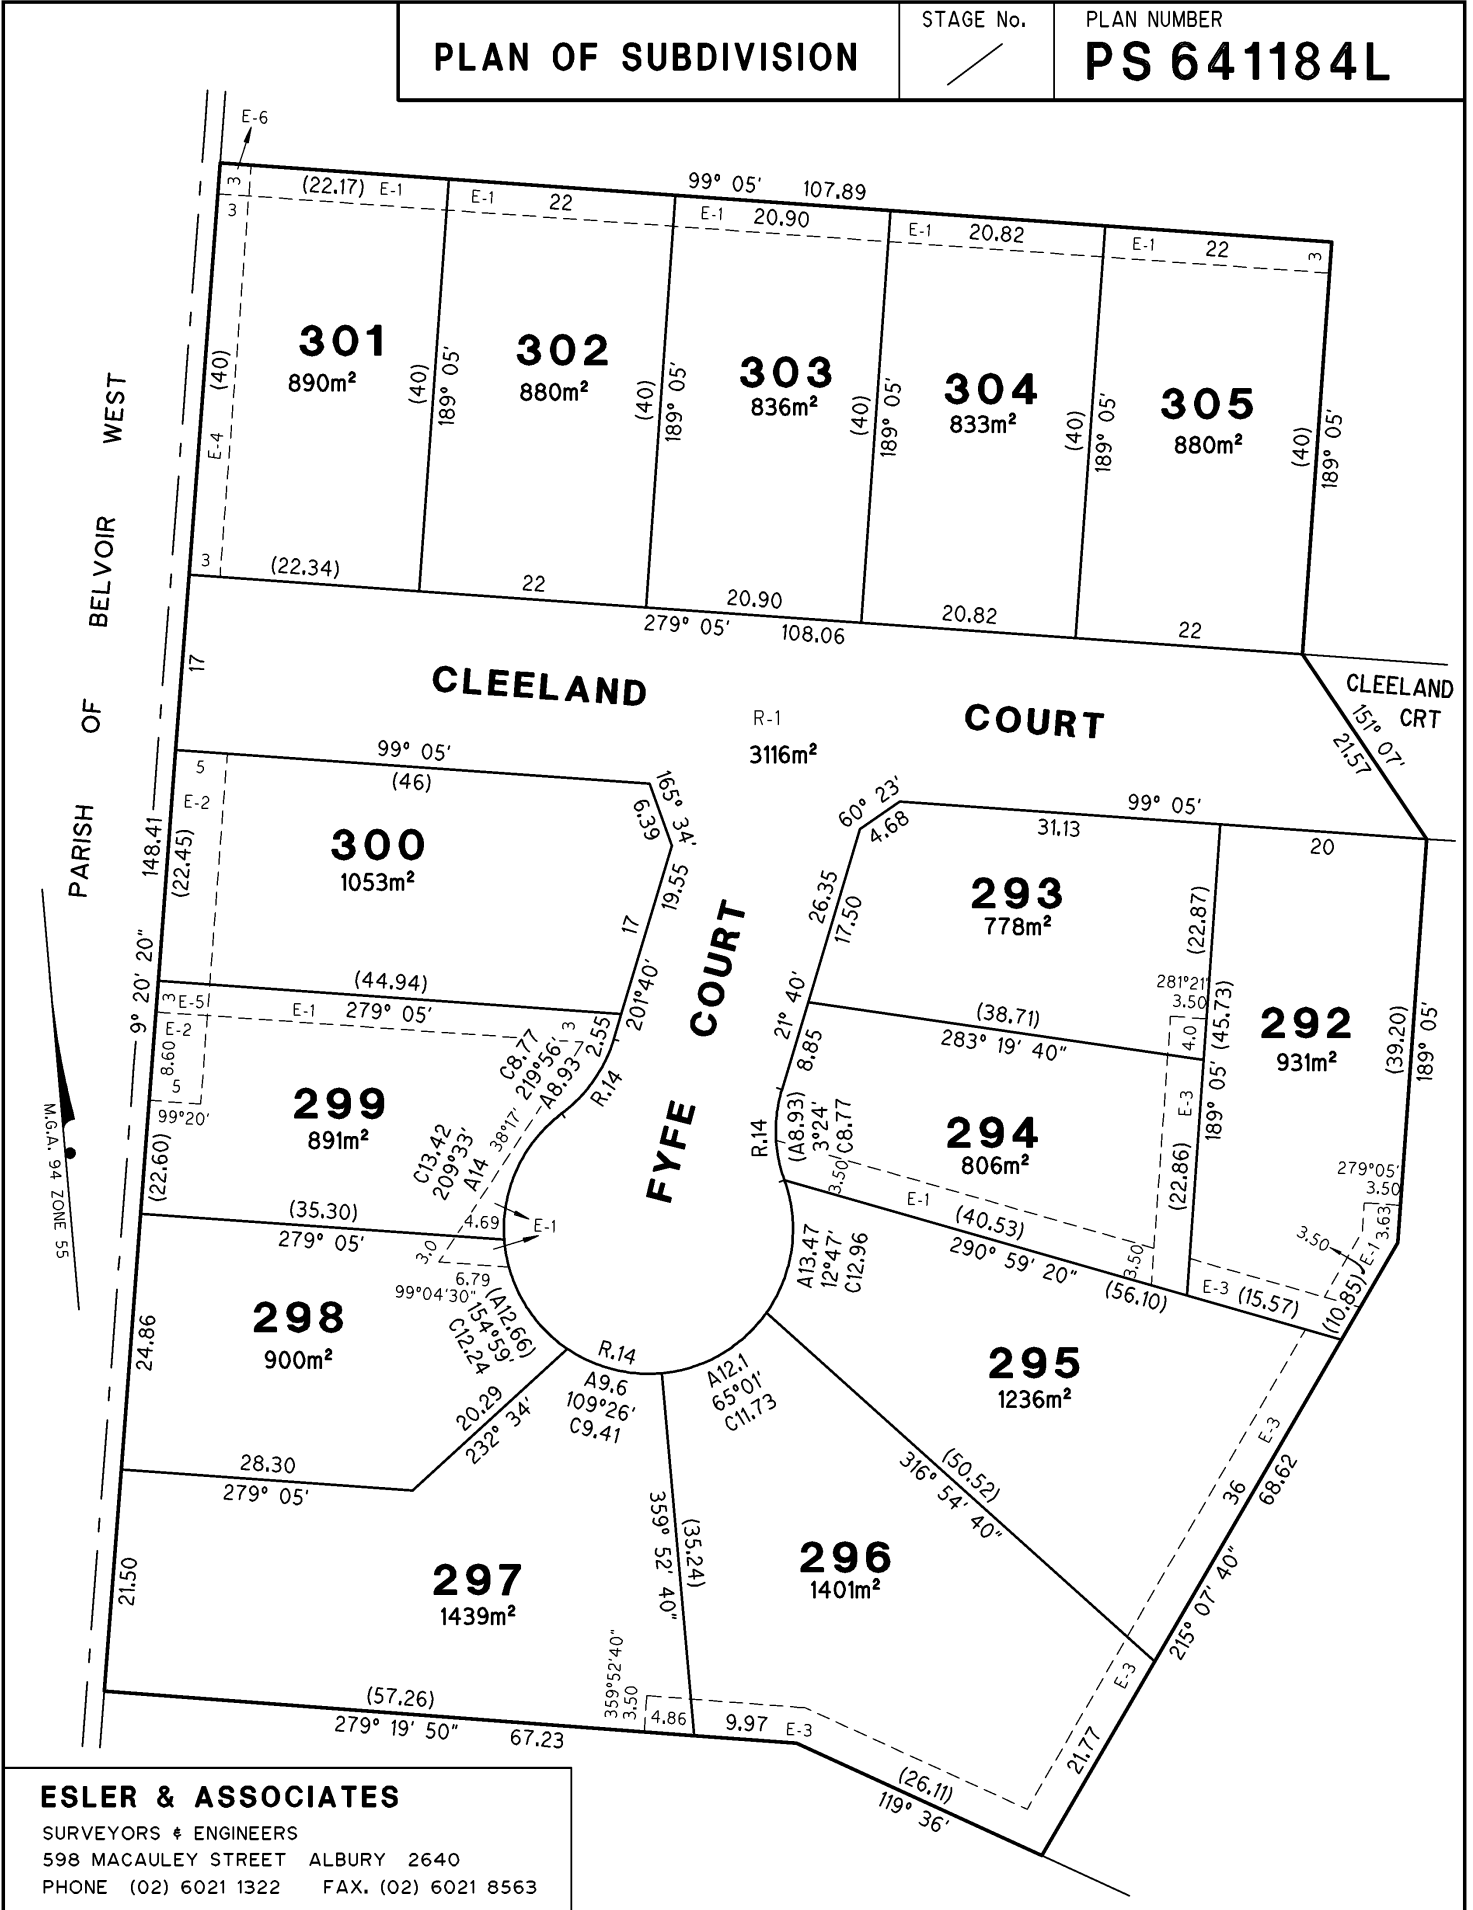 PLAN OF SUBDIVISION
STAGE No.
PLAN NUMBER
PS 641184L
E-6
99° 05' 107.89
3
(22.17) E-1
E-1 22
E-1 20.90
E-1 20.82
E-1 22
3
3
301
890m²
302
880m²
303
836m²
304
833m²
305
880m²
(40)
E-4
(40)
189° 05'
(40)
189° 05'
(40)
189° 05'
(40)
189° 05'
(40)
189° 05'
3
(22.34)
22
20.90
20.82
22
279° 05' 108.06
PARISH OF BELVOIR WEST
17
CLEELAND COURT
R-1
3116m²
CLEELAND
CRT
151° 07'
21.57
99° 05'
(46)
5
E-2
148.41
(22.45)
9° 20' 20"
300
1053m²
165° 34'
6.39
19.55
17
201°40'
60° 23'
4.68
99° 05'
31.13
20
26.35
17.50
21° 40'
8.85
293
778m²
(22.87)
281°21'
3.50
4.0
(38.71)
283° 19' 40"
292
931m²
(39.20)
189° 05'
189° 05' (45.73)
E-3
(22.86)
279°05'
3.50
3.63
3.50
E-1
(10.85)
FYFE COURT
(44.94)
3 E-5
E-1 279° 05'
E-2
8.60
5
99°20'
(22.60)
299
891m²
3
2.55
C8.77
219°56'
A8.93
R.14
38°17'
C13.42
209°33'
A14
(35.30)
279° 05'
4.69
E-1
3.0
6.79
99°04'30"
(A12.66)
154°59'
C12.24
R.14
(A8.93)
3°24'
C8.77
3.50
294
806m²
E-1
(40.53)
290° 59' 20"
3.50
(56.10)
E-3 (15.57)
A13.47
12°47'
C12.96
298
900m²
24.86
20.29
232° 34'
R.14
A9.6
109°26'
C9.41
A12.1
65°01'
C11.73
295
1236m²
E-3
36
68.62
215° 07' 40"
(50.52)
316° 54' 40"
28.30
279° 05'
21.50
297
1439m²
359° 52' 40"
(35.24)
296
1401m²
E-3
21.77
359°52'40"
3.50
4.86
9.97 E-3
(57.26)
279° 19' 50" 67.23
(26.11)
119° 36'
M.G.A. 94 ZONE 55
ESLER & ASSOCIATES
SURVEYORS & ENGINEERS
598 MACAULEY STREET ALBURY 2640
PHONE (02) 6021 1322 FAX. (02) 6021 8563